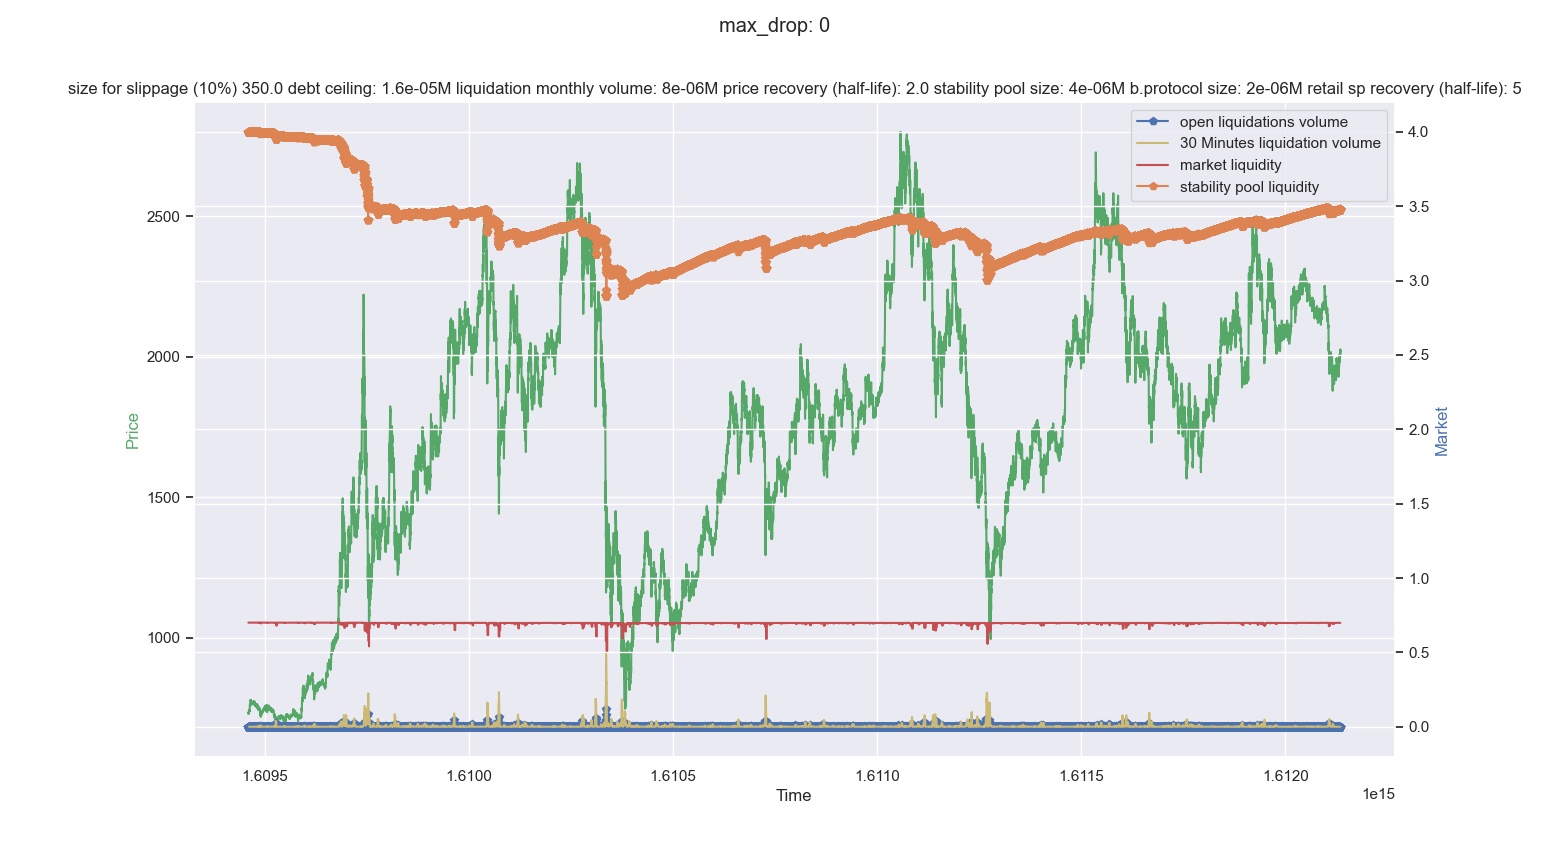 max_drop: 0
size for slippage (10%) 350.0 debt ceiling: 1.6e-05M liquidation monthly volume: 8e-06M price recovery (half-life): 2.0 stability pool size: 4e-06M b.protocol size: 2e-06M retail sp recovery (half-life): 5
open liquidations volume
30 Minutes liquidation volume
market liquidity
stability pool liquidity
Price
2500
2000
1500
1000
4.0
3.5
3.0
2.5
2.0
1.5
1.0
0.5
0.0
Market
1.6095 1.6100 1.6105 1.6110 1.6115 1.6120
Time
1e15